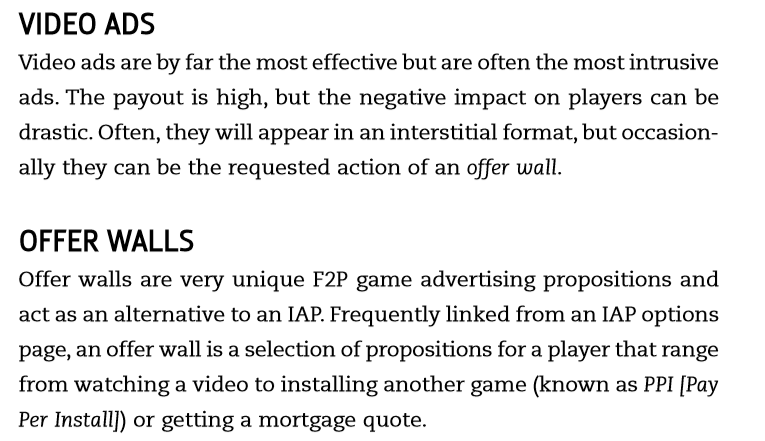 VIDEO ADS
Video ads are by far the most effective but are often the most intrusive
ads. The payout is high, but the negative impact on players can be
drastic. Often, they will appear in an interstitial format, but occasion-
ally they can be the requested action of an offer wall.
OFFER WALLS
Offer walls are very unique F2P game advertising propositions and
act as an alternative to an IAP. Frequently linked from an IAP options
page, an offer wall is a selection of propositions for a player that range
from watching a video to installing another game (known as PPI [Pay
Per Install]) or getting a mortgage quote.